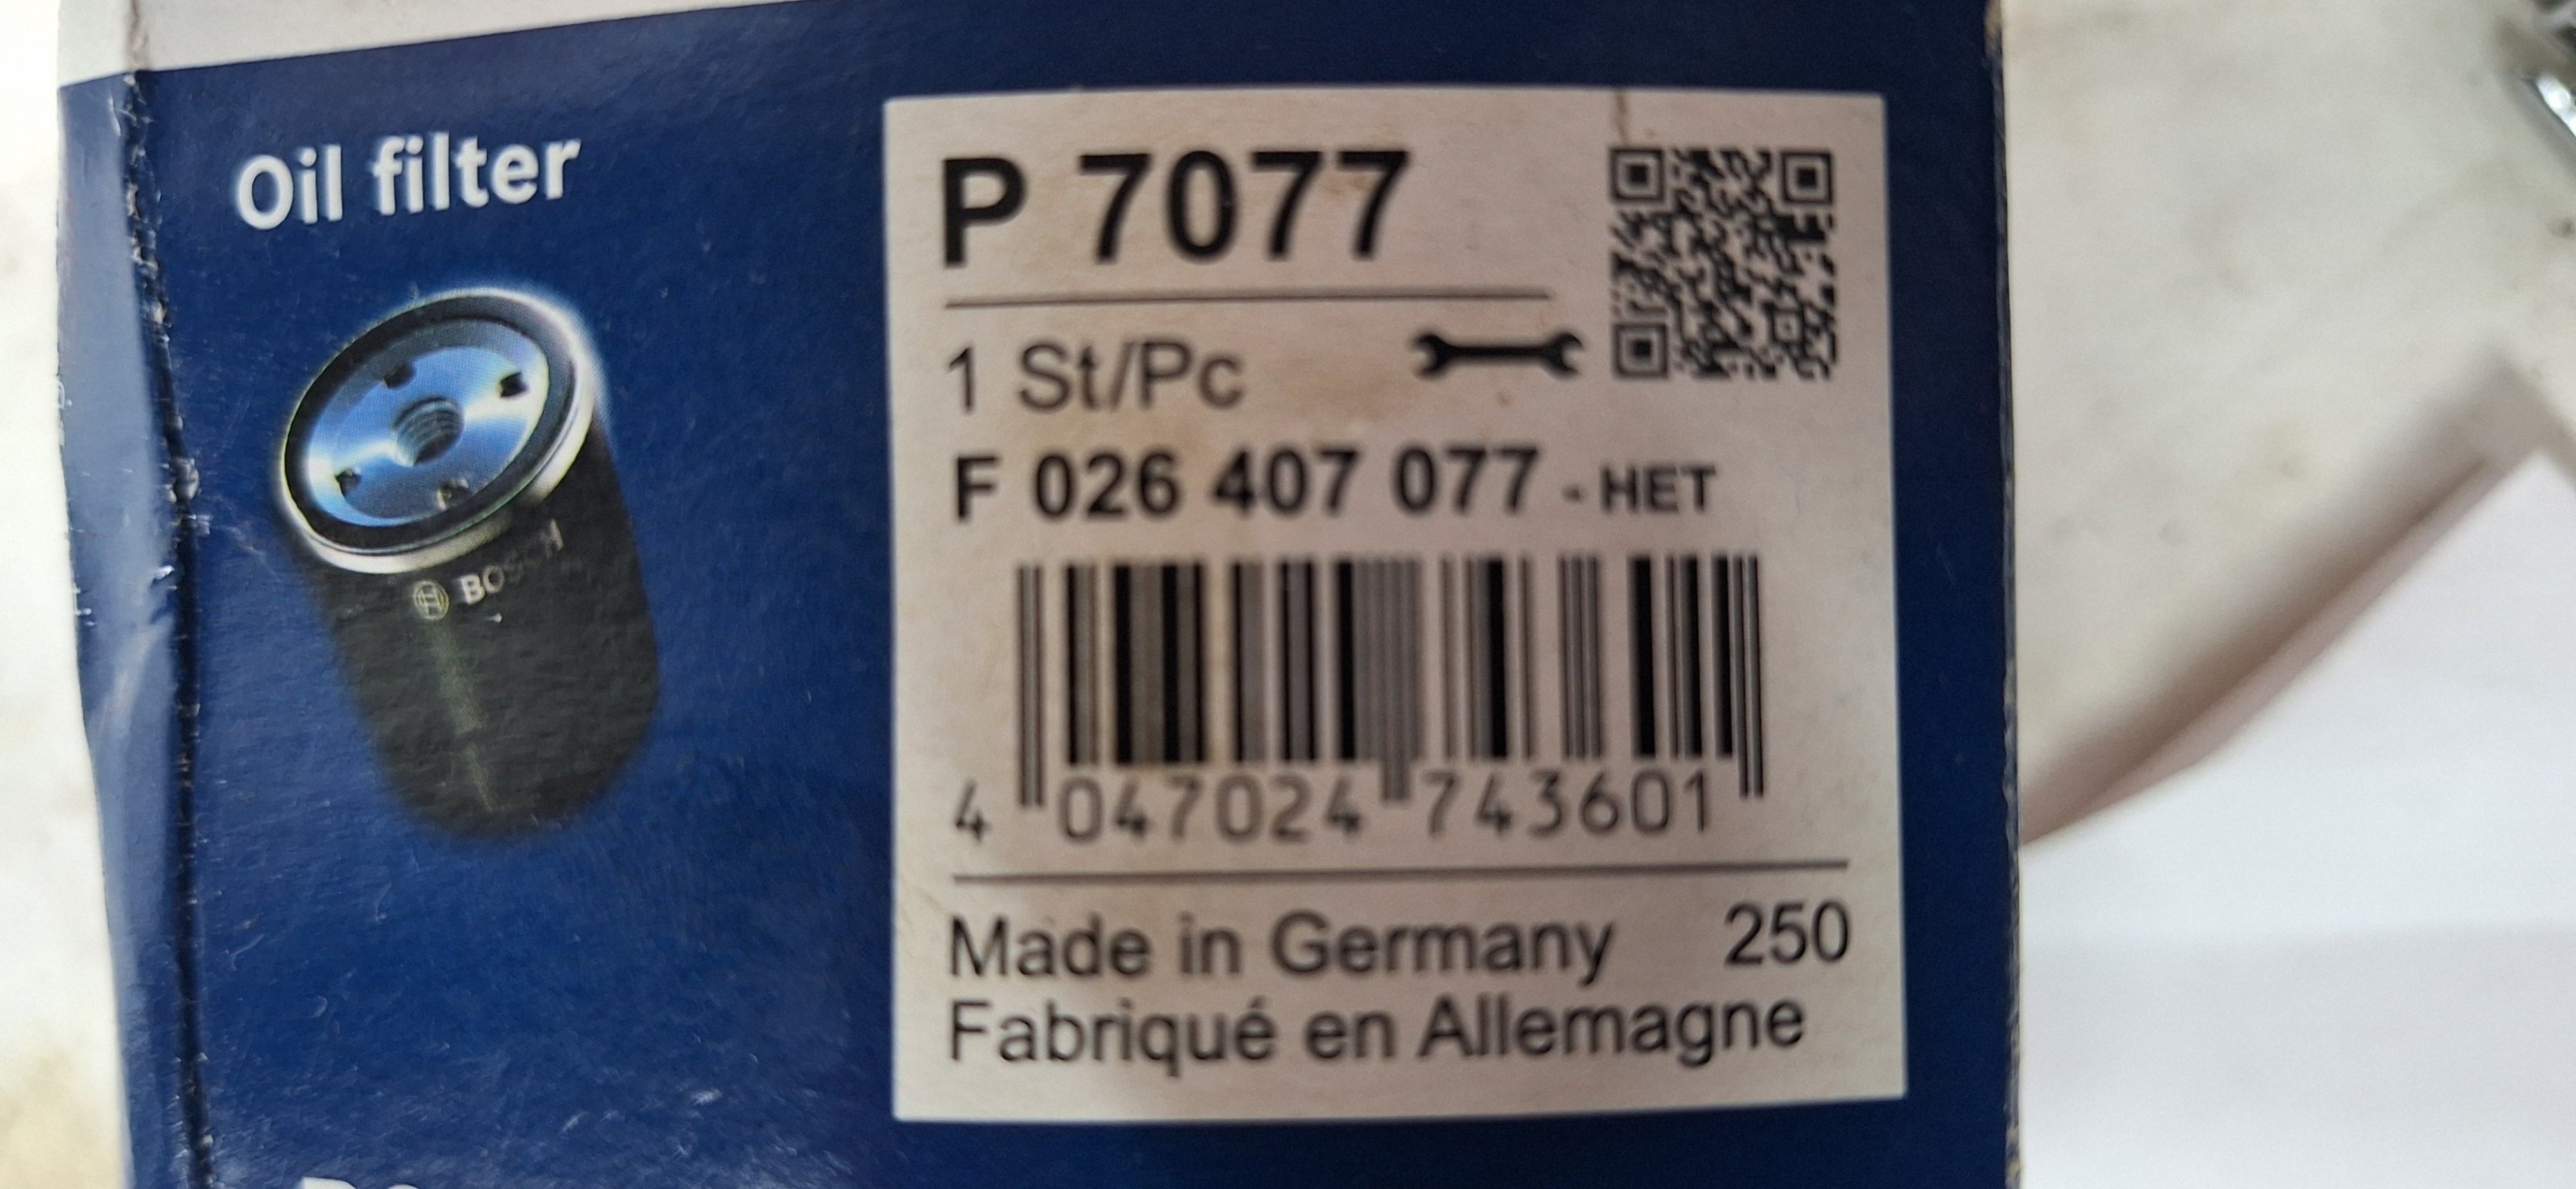 Oil filter
BOSCH
P 7077
1 St/Pc
F 026 407 077 - HET
4 047024 743601
Made in Germany 250
Fabriqué en Allemagne